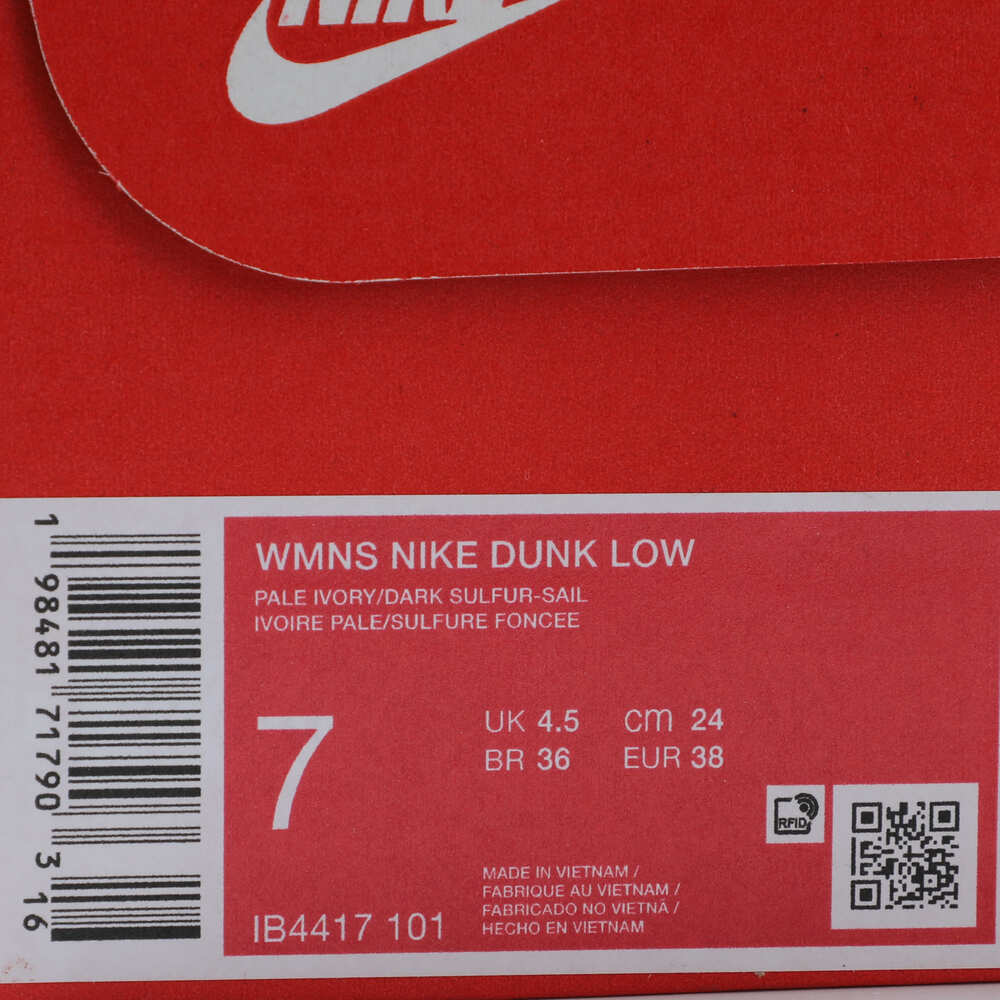 NIKE
WMNS NIKE DUNK LOW
PALE IVORY/DARK SULFUR-SAIL
IVOIRE PALE/SULFURE FONCEE
7
UK 4.5 cm 24
BR 36 EUR 38
RFID
MADE IN VIETNAM /
FABRIQUE AU VIETNAM /
FABRICADO NO VIETNÃ /
HECHO EN VIETNAM
IB4417 101
1 98481 71790 3 16